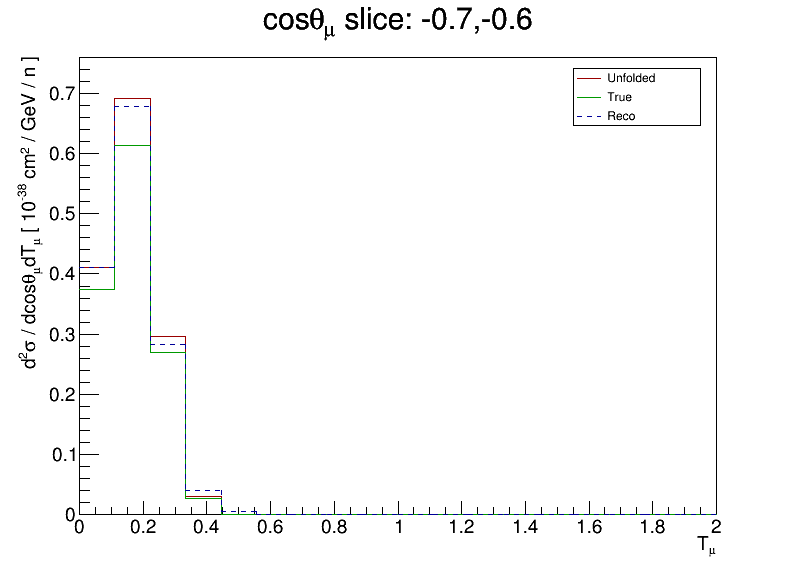 cosθμ slice: -0.7,-0.6
d²σ / dcosθμdTμ [ 10⁻³⁸ cm² / GeV / n ]
Unfolded
True
Reco
0.7
0.6
0.5
0.4
0.3
0.2
0.1
0
0 0.2 0.4 0.6 0.8 1 1.2 1.4 1.6 1.8 2
Tμ